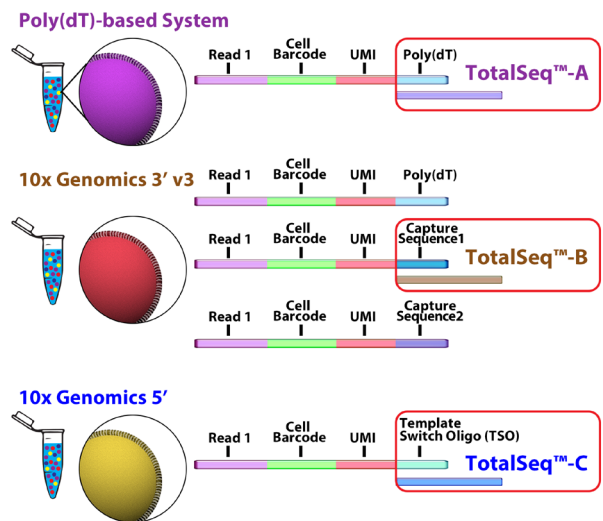 Poly(dT)-based System
Read 1
Cell
Barcode
UMI
Poly(dT)
TotalSeq™-A
10x Genomics 3′ v3
Read 1
Cell
Barcode
UMI
Poly(dT)
Read 1
Cell
Barcode
UMI
Capture
Sequence1
TotalSeq™-B
Read 1
Cell
Barcode
UMI
Capture
Sequence2
10x Genomics 5′
Read 1
Cell
Barcode
UMI
Template
Switch Oligo (TSO)
TotalSeq™-C